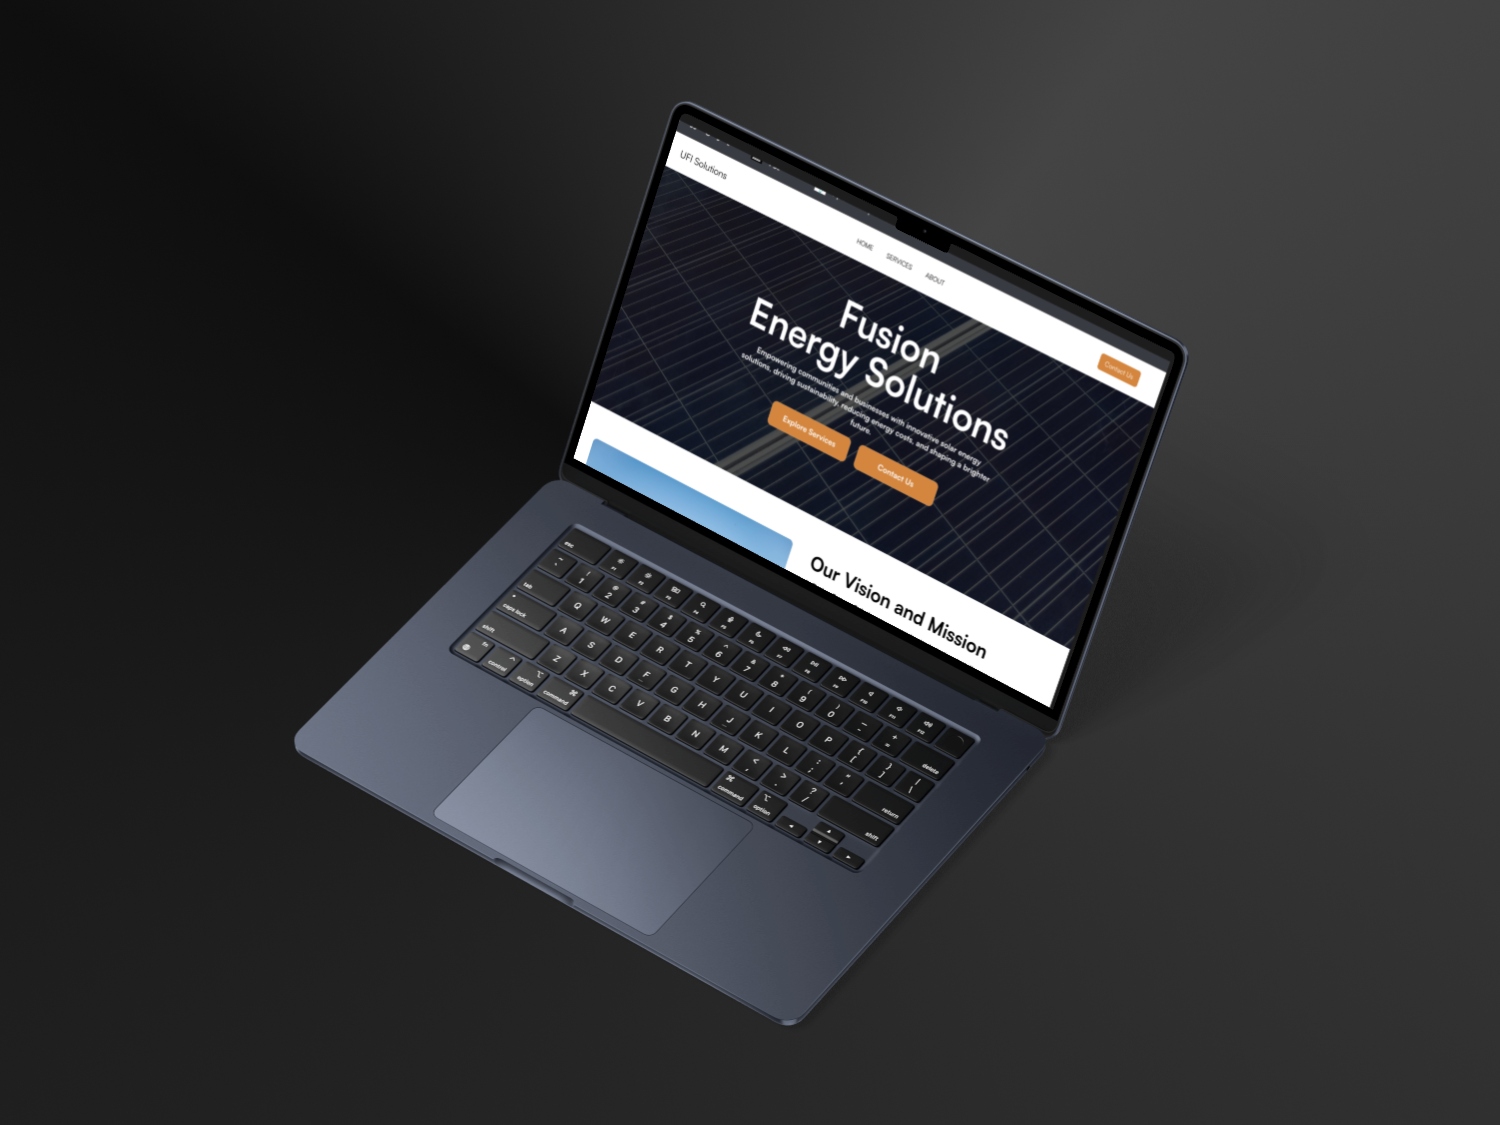 UFI Solutions
HOME SERVICES ABOUT
Contact Us
Fusion
Energy Solutions
Empowering communities and businesses with innovative solar energy
solutions, driving sustainability, reducing energy costs, and shaping a brighter
future.
Explore Services Contact Us
Our Vision and Mission
esc
~ ! @ # $ % ^ & * ( ) — +
` 1 2 3 4 5 6 7 8 9 0 - = delete
tab Q W E R T Y U I O P { [ } ] | \
caps lock A S D F G H J K L : ; " ' return
shift Z X C V B N M < , > . ? / shift
fn control option command command option